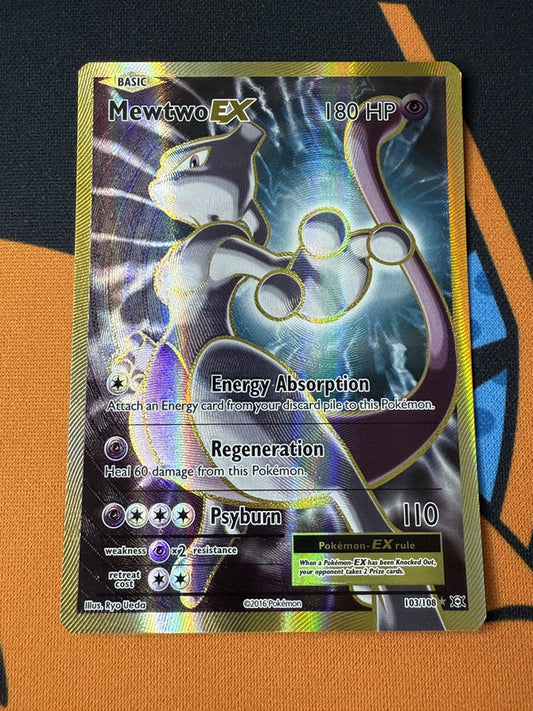 BASIC
MewtwoEX 180 HP
Energy Absorption
Attach an Energy card from your discard pile to this Pokémon.
Regeneration
Heal 60 damage from this Pokémon.
Psyburn 110
weakness ×2 resistance
Pokémon-EX rule
When a Pokémon-EX has been Knocked Out,
your opponent takes 2 Prize cards.
retreat
cost
Illus. Ryo Ueda ©2016 Pokémon 103/108 ★